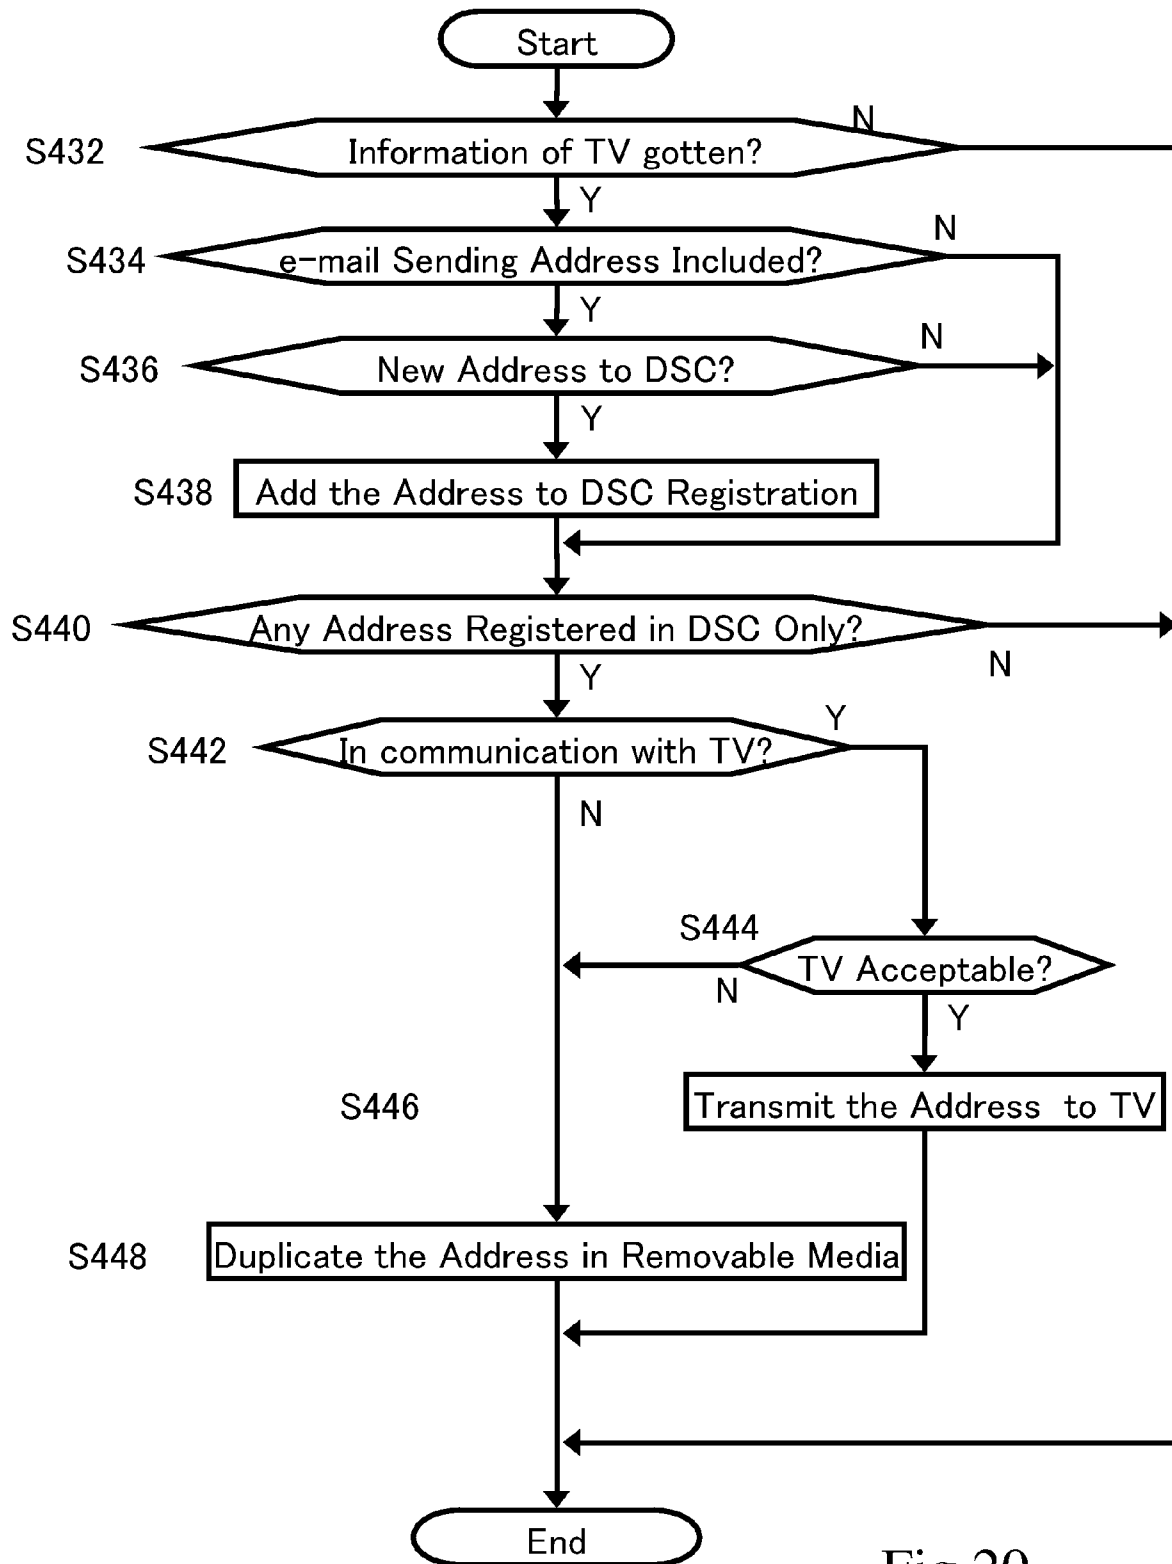 Start
N
S432 Information of TV gotten?
Y
N
S434 e-mail Sending Address Included?
Y
N
S436 New Address to DSC?
Y
S438 Add the Address to DSC Registration
S440 Any Address Registered in DSC Only?
N
Y
Y
S442 In communication with TV?
N
S444
TV Acceptable?
N
Y
S446 Transmit the Address to TV
S448 Duplicate the Address in Removable Media
End